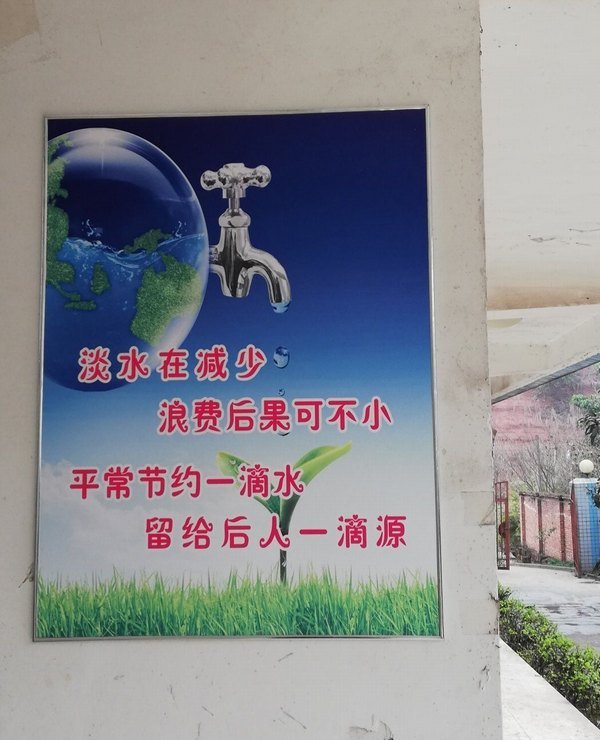 淡水在减少
浪费后果可不小
平常节约一滴水
留给后人一滴源